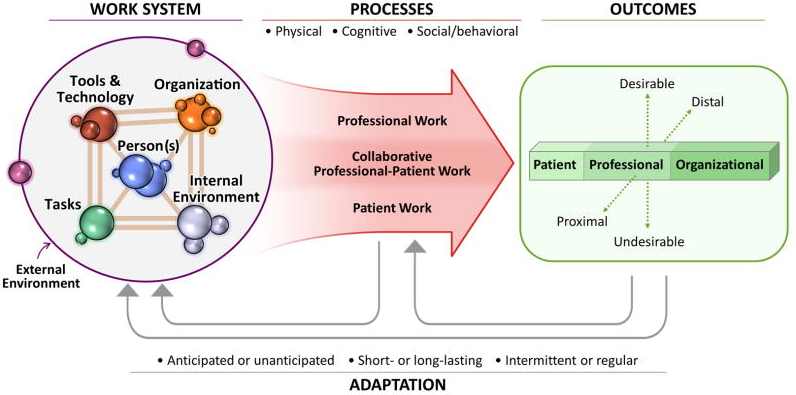 WORK SYSTEM
PROCESSES
OUTCOMES
• Physical • Cognitive • Social/behavioral
Tools &
Technology
Organization
Person(s)
Internal
Environment
Tasks
External
Environment
Professional Work
Collaborative
Professional-Patient Work
Patient Work
Desirable
Distal
Patient
Professional
Organizational
Proximal
Undesirable
• Anticipated or unanticipated • Short- or long-lasting • Intermittent or regular
ADAPTATION